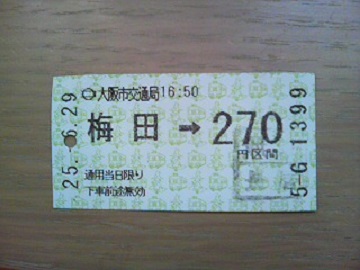 大阪市交通局16:50
梅田→270
円区間
通用当日限り
下車前途無効
25.-6.29
5-G 1399